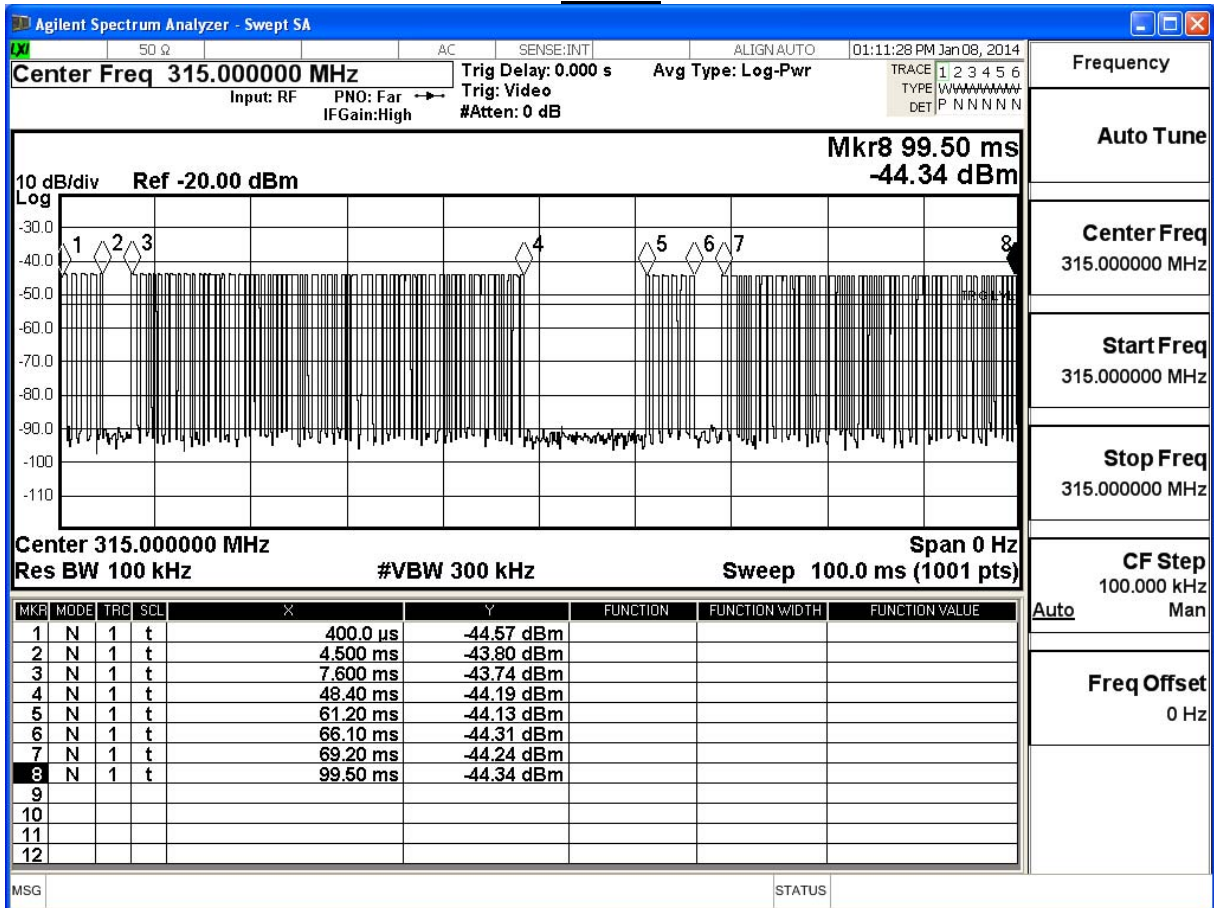 Agilent Spectrum Analyzer - Swept SA
LXI 50 Ω AC SENSE:INT ALIGN AUTO 01:11:28 PM Jan 08, 2014
Center Freq 315.000000 MHz
Input: RF PNO: Far IFGain:High
Trig Delay: 0.000 s
Trig: Video
#Atten: 0 dB
Avg Type: Log-Pwr
TRACE 1 2 3 4 5 6
TYPE WWWWWWWW
DET P N N N N N
Mkr8 99.50 ms
-44.34 dBm
10 dB/div Ref -20.00 dBm
Log
-30.0
-40.0
-50.0
-60.0
-70.0
-80.0
-90.0
-100
-110
1 2 3 4 5 6 7 8
TRIG LVL
Center 315.000000 MHz Span 0 Hz
Res BW 100 kHz #VBW 300 kHz Sweep 100.0 ms (1001 pts)
MKR MODE TRC SCL X Y FUNCTION FUNCTION WIDTH FUNCTION VALUE
1 N 1 t 400.0 µs -44.57 dBm
2 N 1 t 4.500 ms -43.80 dBm
3 N 1 t 7.600 ms -43.74 dBm
4 N 1 t 48.40 ms -44.19 dBm
5 N 1 t 61.20 ms -44.13 dBm
6 N 1 t 66.10 ms -44.31 dBm
7 N 1 t 69.20 ms -44.24 dBm
8 N 1 t 99.50 ms -44.34 dBm
9
10
11
12
MSG STATUS
Frequency
Auto Tune
Center Freq
315.000000 MHz
Start Freq
315.000000 MHz
Stop Freq
315.000000 MHz
CF Step
100.000 kHz
Auto Man
Freq Offset
0 Hz